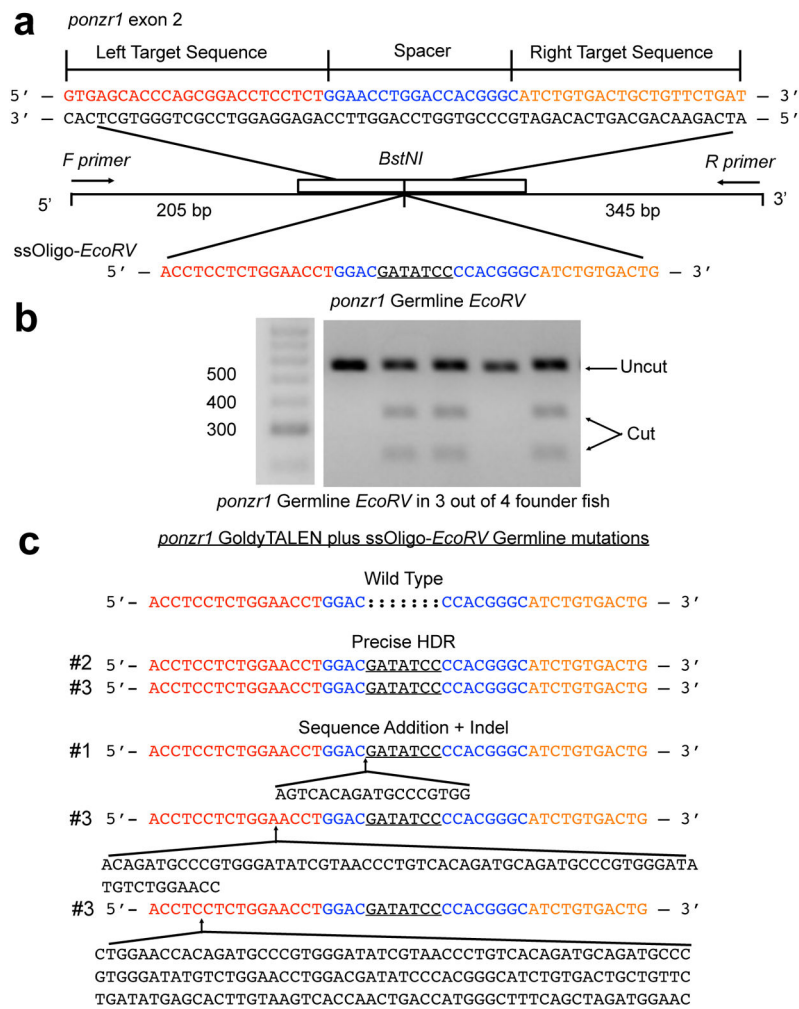 a
ponzr1 exon 2
Left Target Sequence Spacer Right Target Sequence
5′ — GTGAGCACCCAGCGGACCTCCTCTGGAACCTGGACCACGGGCATCTGTGACTGCTGTTCTGAT — 3′
3′ — CACTCGTGGGTCGCCTGGAGGAGACCTTGGACCTGGTGCCCGTAGACACTGACGACAAGACTA — 5′
F primer BstNI R primer
5′ 205 bp 345 bp 3′
ssOligo-EcoRV
5′ — ACCTCCTCTGGAACCTGGACGATATCCCCACGGGCATCTGTGACTG — 3′
b
ponzr1 Germline EcoRV
500
400
300
Uncut
Cut
ponzr1 Germline EcoRV in 3 out of 4 founder fish
c
ponzr1 GoldyTALEN plus ssOligo-EcoRV Germline mutations
Wild Type
5′– ACCTCCTCTGGAACCTGGAC:::::::CCACGGGCATCTGTGACTG — 3′
Precise HDR
#2 5′– ACCTCCTCTGGAACCTGGACGATATCCCCACGGGCATCTGTGACTG — 3′
#3 5′– ACCTCCTCTGGAACCTGGACGATATCCCCACGGGCATCTGTGACTG — 3′
Sequence Addition + Indel
#1 5′– ACCTCCTCTGGAACCTGGACGATATCCCCACGGGCATCTGTGACTG — 3′
AGTCACAGATGCCCGTGG
#3 5′– ACCTCCTCTGGAACCTGGACGATATCCCCACGGGCATCTGTGACTG — 3′
ACAGATGCCCGTGGGATATCGTAACCCTGTCACAGATGCAGATGCCCGTGGGATA
TGTCTGGAACC
#3 5′– ACCTCCTCTGGAACCTGGACGATATCCCCACGGGCATCTGTGACTG — 3′
CTGGAACCACAGATGCCCGTGGGATATCGTAACCCTGTCACAGATGCAGATGCCC
GTGGGATATGTCTGGAACCTGGACGATATCCCACGGGCATCTGTGACTGCTGTTC
TGATATGAGCACTTGTAAGTCACCAACTGACCATGGGCTTTCAGCTAGATGGAAC